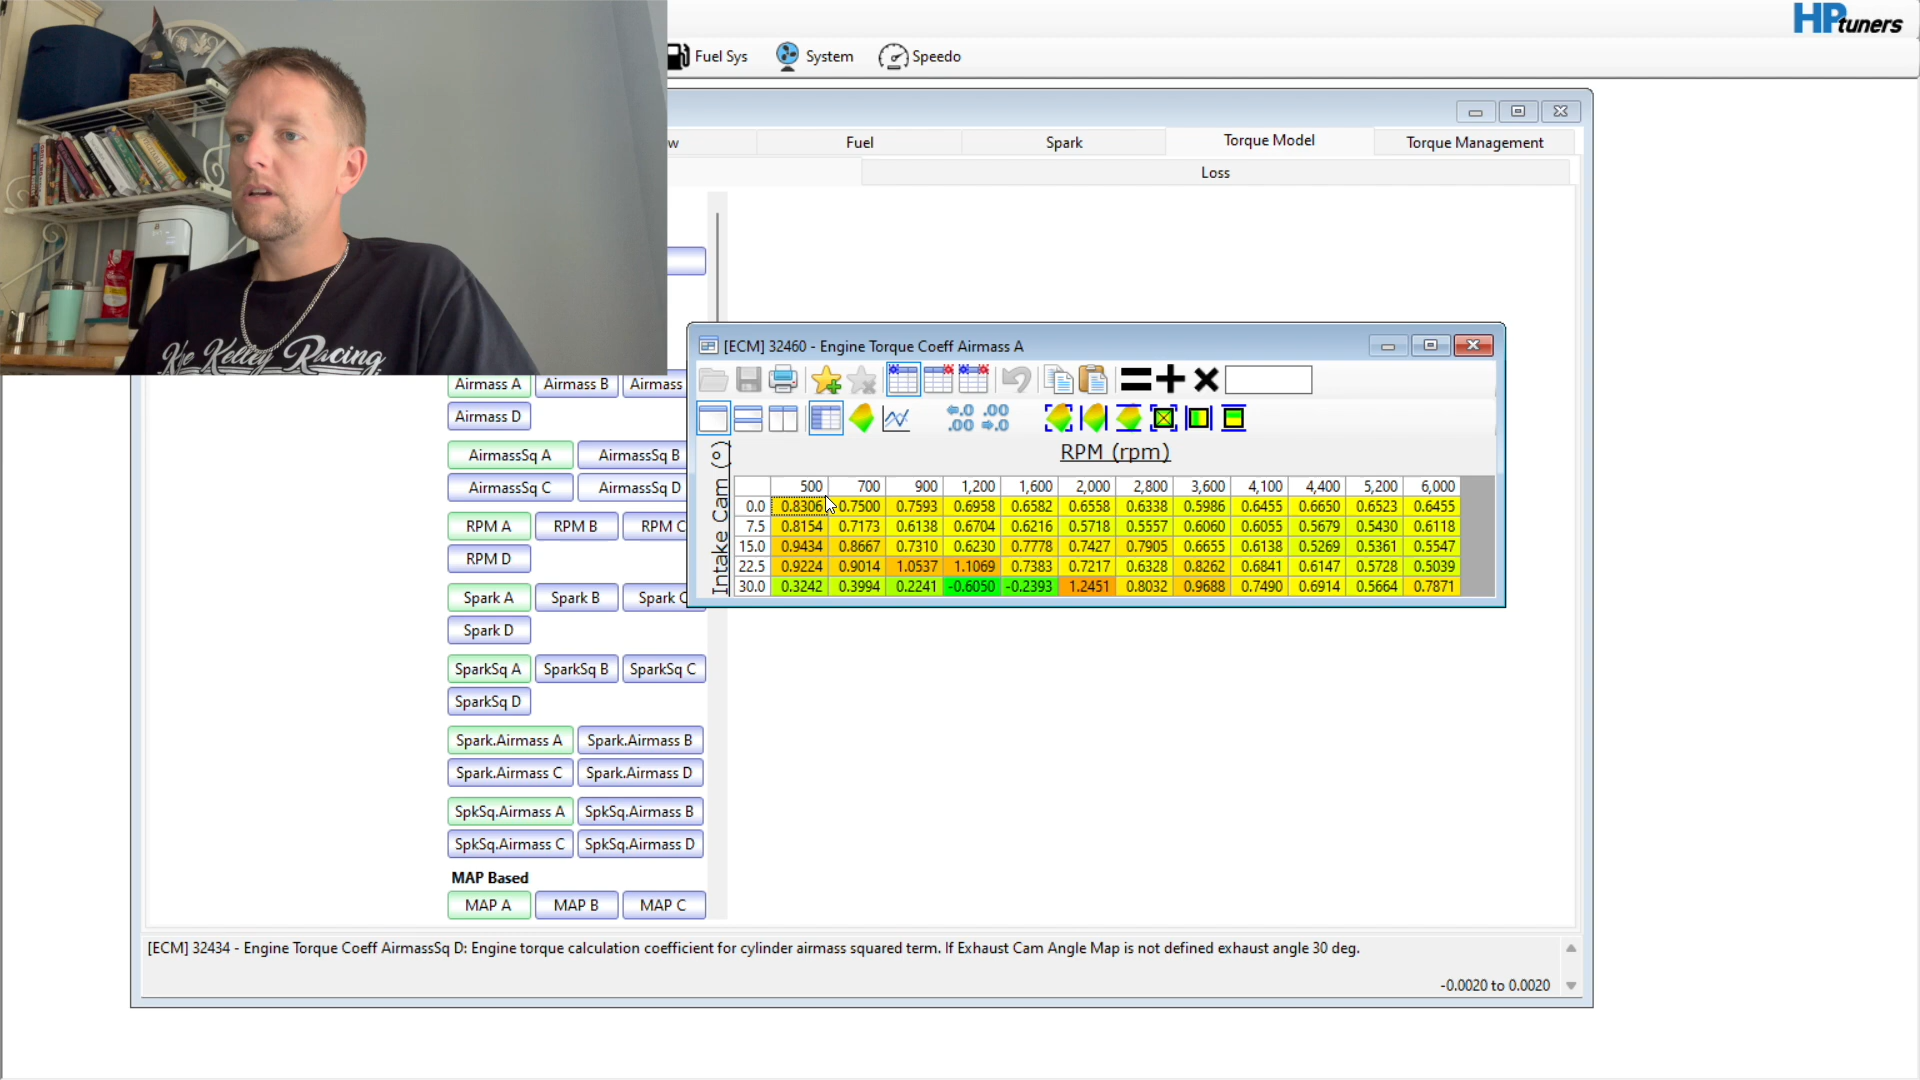 HPtuners
Fuel Sys System Speedo
w Fuel Spark Torque Model Torque Management
Loss
Kelley Racing
[ECM] 32460 - Engine Torque Coeff Airmass A
RPM (rpm)
Intake Cam (°)
500 700 900 1,200 1,600 2,000 2,800 3,600 4,100 4,400 5,200 6,000
0.0 0.8306 0.7500 0.7593 0.6958 0.6582 0.6558 0.6338 0.5986 0.6455 0.6650 0.6523 0.6455
7.5 0.8154 0.7173 0.6138 0.6704 0.6216 0.5718 0.5557 0.6060 0.6055 0.5679 0.5430 0.6118
15.0 0.9434 0.8667 0.7310 0.6230 0.7778 0.7427 0.7905 0.6655 0.6138 0.5269 0.5361 0.5547
22.5 0.9224 0.9014 1.0537 1.1069 0.7383 0.7217 0.6328 0.8262 0.6841 0.6147 0.5728 0.5039
30.0 0.3242 0.3994 0.2241 -0.6050 -0.2393 1.2451 0.8032 0.9688 0.7490 0.6914 0.5664 0.7871
Airmass A Airmass B Airmass
Airmass D
AirmassSq A AirmassSq B
AirmassSq C AirmassSq D
RPM A RPM B RPM C
RPM D
Spark A Spark B Spark C
Spark D
SparkSq A SparkSq B SparkSq C
SparkSq D
Spark.Airmass A Spark.Airmass B
Spark.Airmass C Spark.Airmass D
SpkSq.Airmass A SpkSq.Airmass B
SpkSq.Airmass C SpkSq.Airmass D
MAP Based
MAP A MAP B MAP C
[ECM] 32434 - Engine Torque Coeff AirmassSq D: Engine torque calculation coefficient for cylinder airmass squared term. If Exhaust Cam Angle Map is not defined exhaust angle 30 deg.
-0.0020 to 0.0020